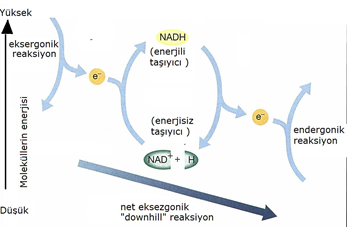 Yüksek
eksergonik
reaksiyon
e⁻
NADH
(enerjili
taşıyıcı )
(enerjisiz
taşıyıcı )
NAD⁺ + H
e⁻
endergonik
reaksiyon
Moleküllerin enerjisi
Düşük
net eksezgonik
"downhill" reaksiyon